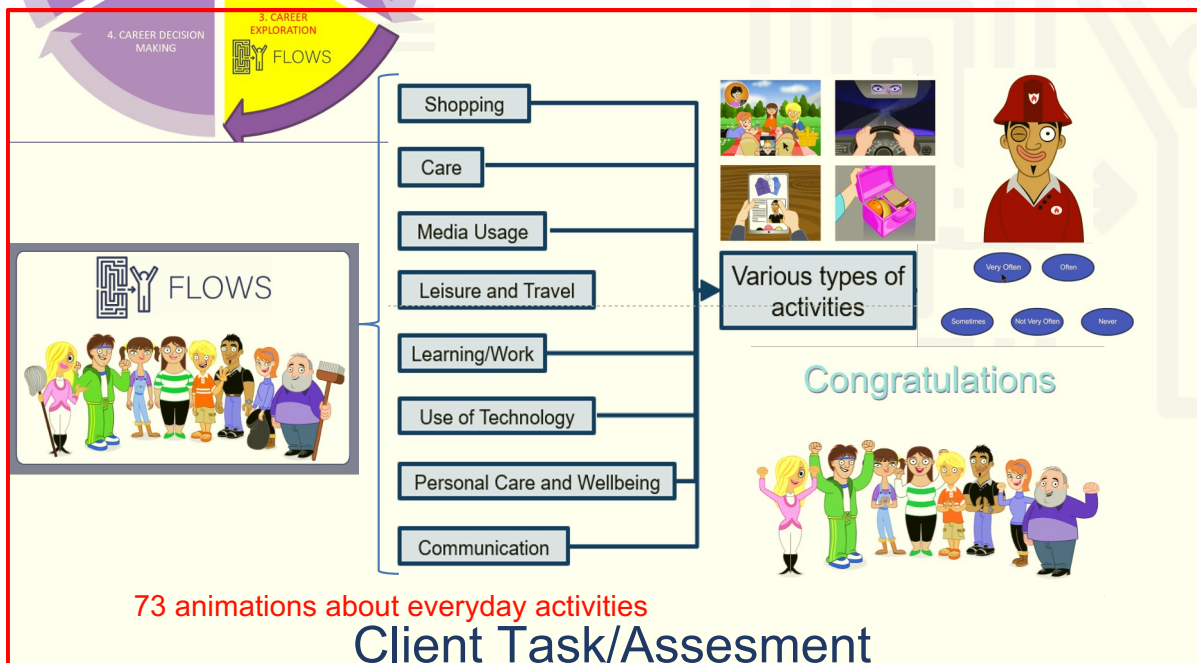 3. CAREER
EXPLORATION
4. CAREER DECISION
MAKING
FLOWS
FLOWS
Shopping
Care
Media Usage
Leisure and Travel
Learning/Work
Use of Technology
Personal Care and Wellbeing
Communication
Various types of
activities
Very Often
Often
Sometimes
Not Very Often
Never
Congratulations
73 animations about everyday activities
Client Task/Assesment